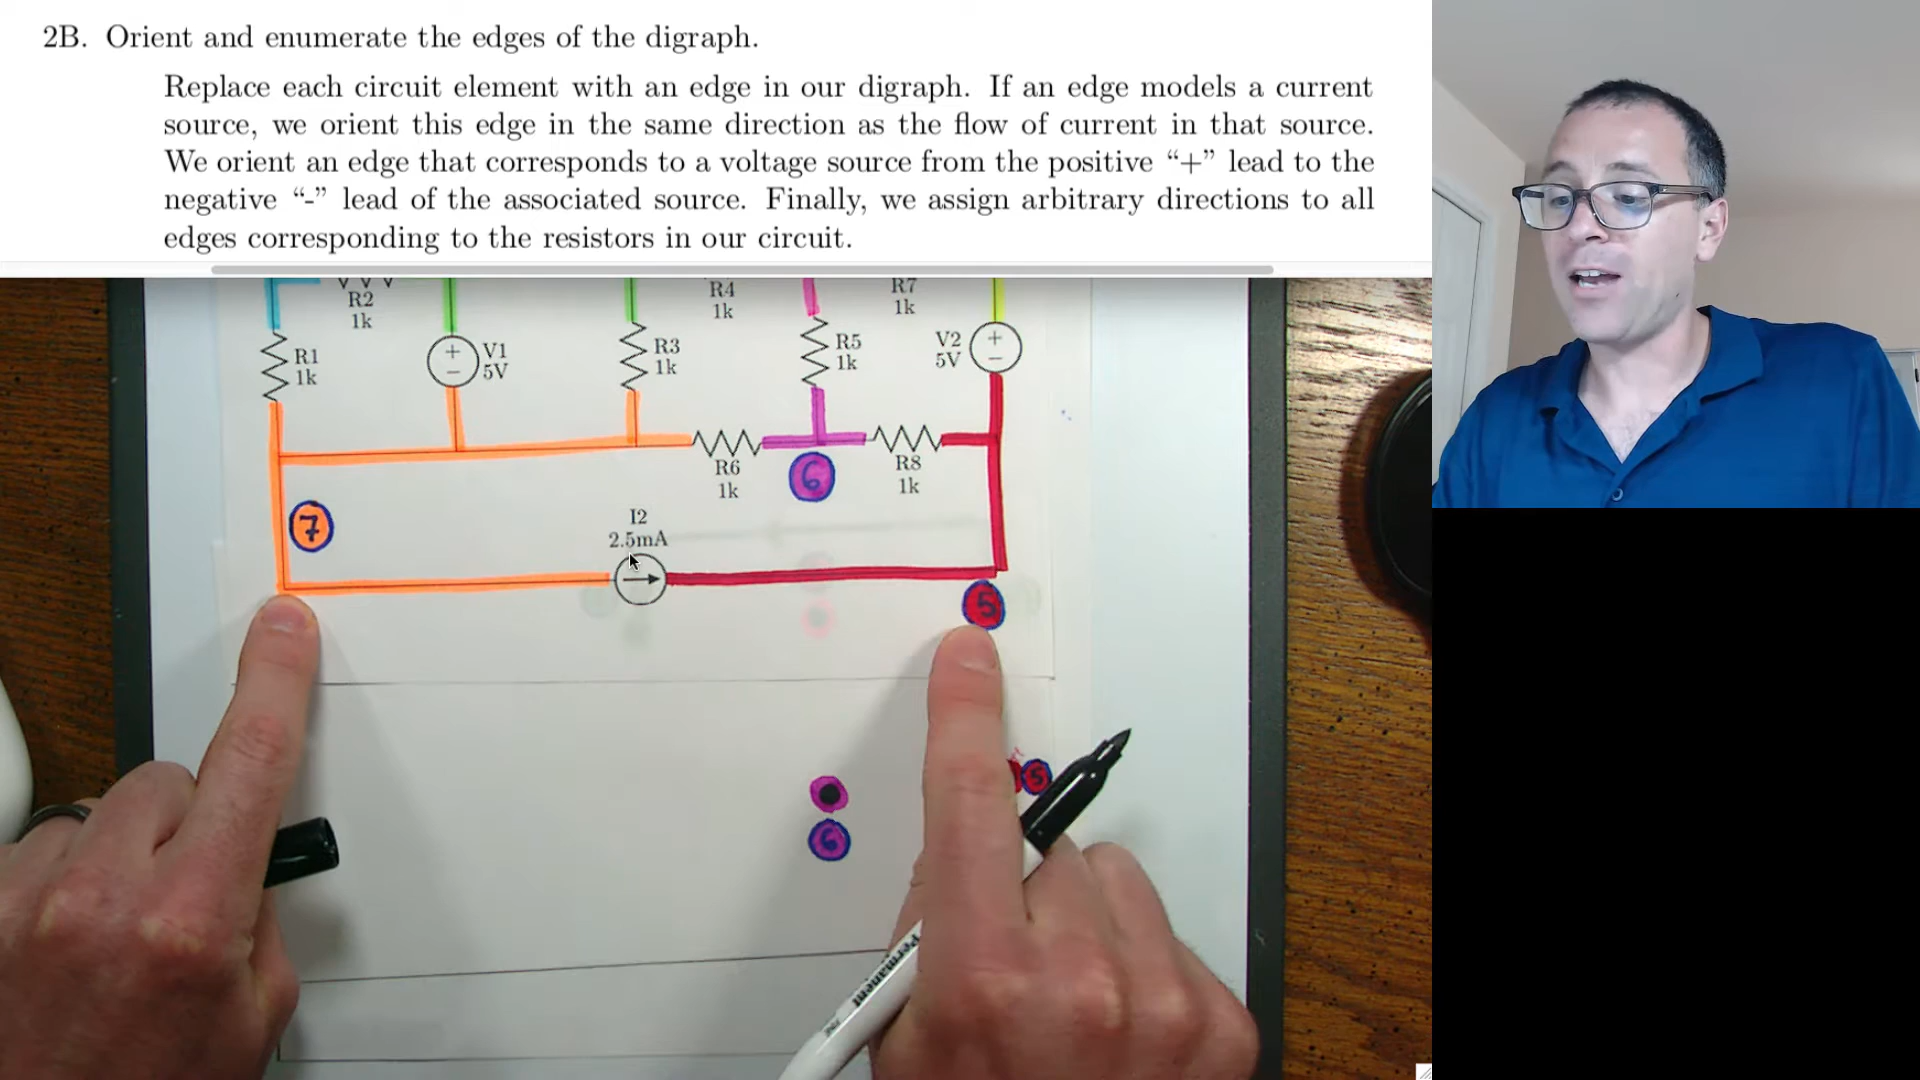 2B. Orient and enumerate the edges of the digraph.
Replace each circuit element with an edge in our digraph. If an edge models a current
source, we orient this edge in the same direction as the flow of current in that source.
We orient an edge that corresponds to a voltage source from the positive “+” lead to the
negative “-” lead of the associated source. Finally, we assign arbitrary directions to all
edges corresponding to the resistors in our circuit.
R2
1k
R4
1k
R7
1k
R1
1k
+
−
V1
5V
R3
1k
R5
1k
V2
5V
+
−
R6
1k
6
R8
1k
7
I2
2.5mA
5
5
6
Permanent